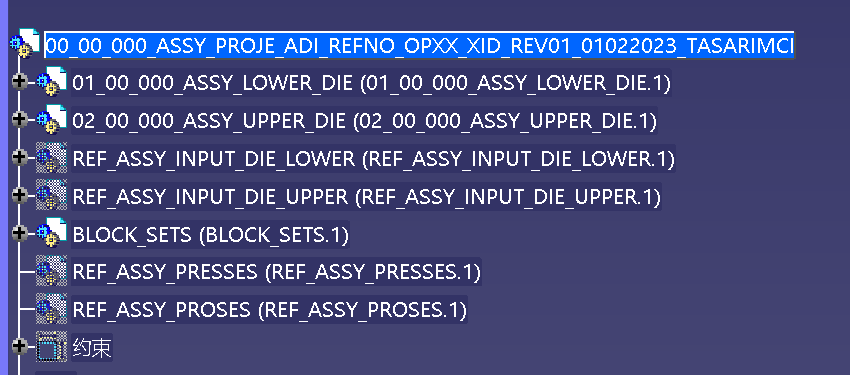 00_00_000_ASSY_PROJE_ADI_REFNO_OPXX_XID_REV01_01022023_TASARIMCI
01_00_000_ASSY_LOWER_DIE (01_00_000_ASSY_LOWER_DIE.1)
02_00_000_ASSY_UPPER_DIE (02_00_000_ASSY_UPPER_DIE.1)
REF_ASSY_INPUT_DIE_LOWER (REF_ASSY_INPUT_DIE_LOWER.1)
REF_ASSY_INPUT_DIE_UPPER (REF_ASSY_INPUT_DIE_UPPER.1)
BLOCK_SETS (BLOCK_SETS.1)
REF_ASSY_PRESSES (REF_ASSY_PRESSES.1)
REF_ASSY_PROSES (REF_ASSY_PROSES.1)
约束